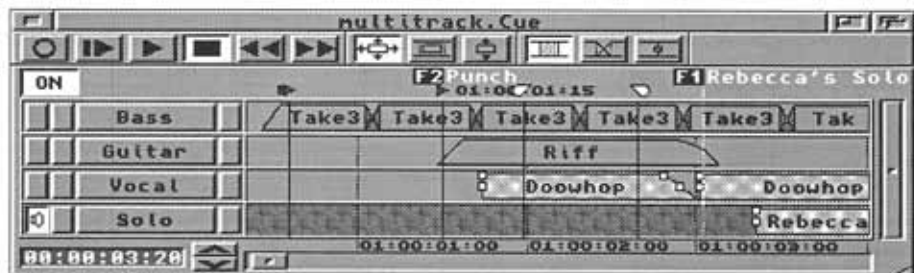 multitrack.Cue
ON
F2 Punch
F1 Rebecca's Solo
01:15
Bass
Take3 Take3 Take3 Take3 Take3 Tak
Guitar
Riff
Vocal
Doowhop Doowhop
Solo
Rebecca
00:00:03:20
01:00:01:00 01:00:02:00 01:00:03:00